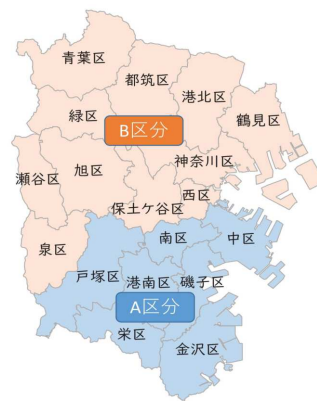 青葉区
都筑区
港北区
緑区
鶴見区
B区分
神奈川区
旭区
瀬谷区
西区
保土ケ谷区
泉区
南区
中区
戸塚区
港南区
磯子区
A区分
栄区
金沢区